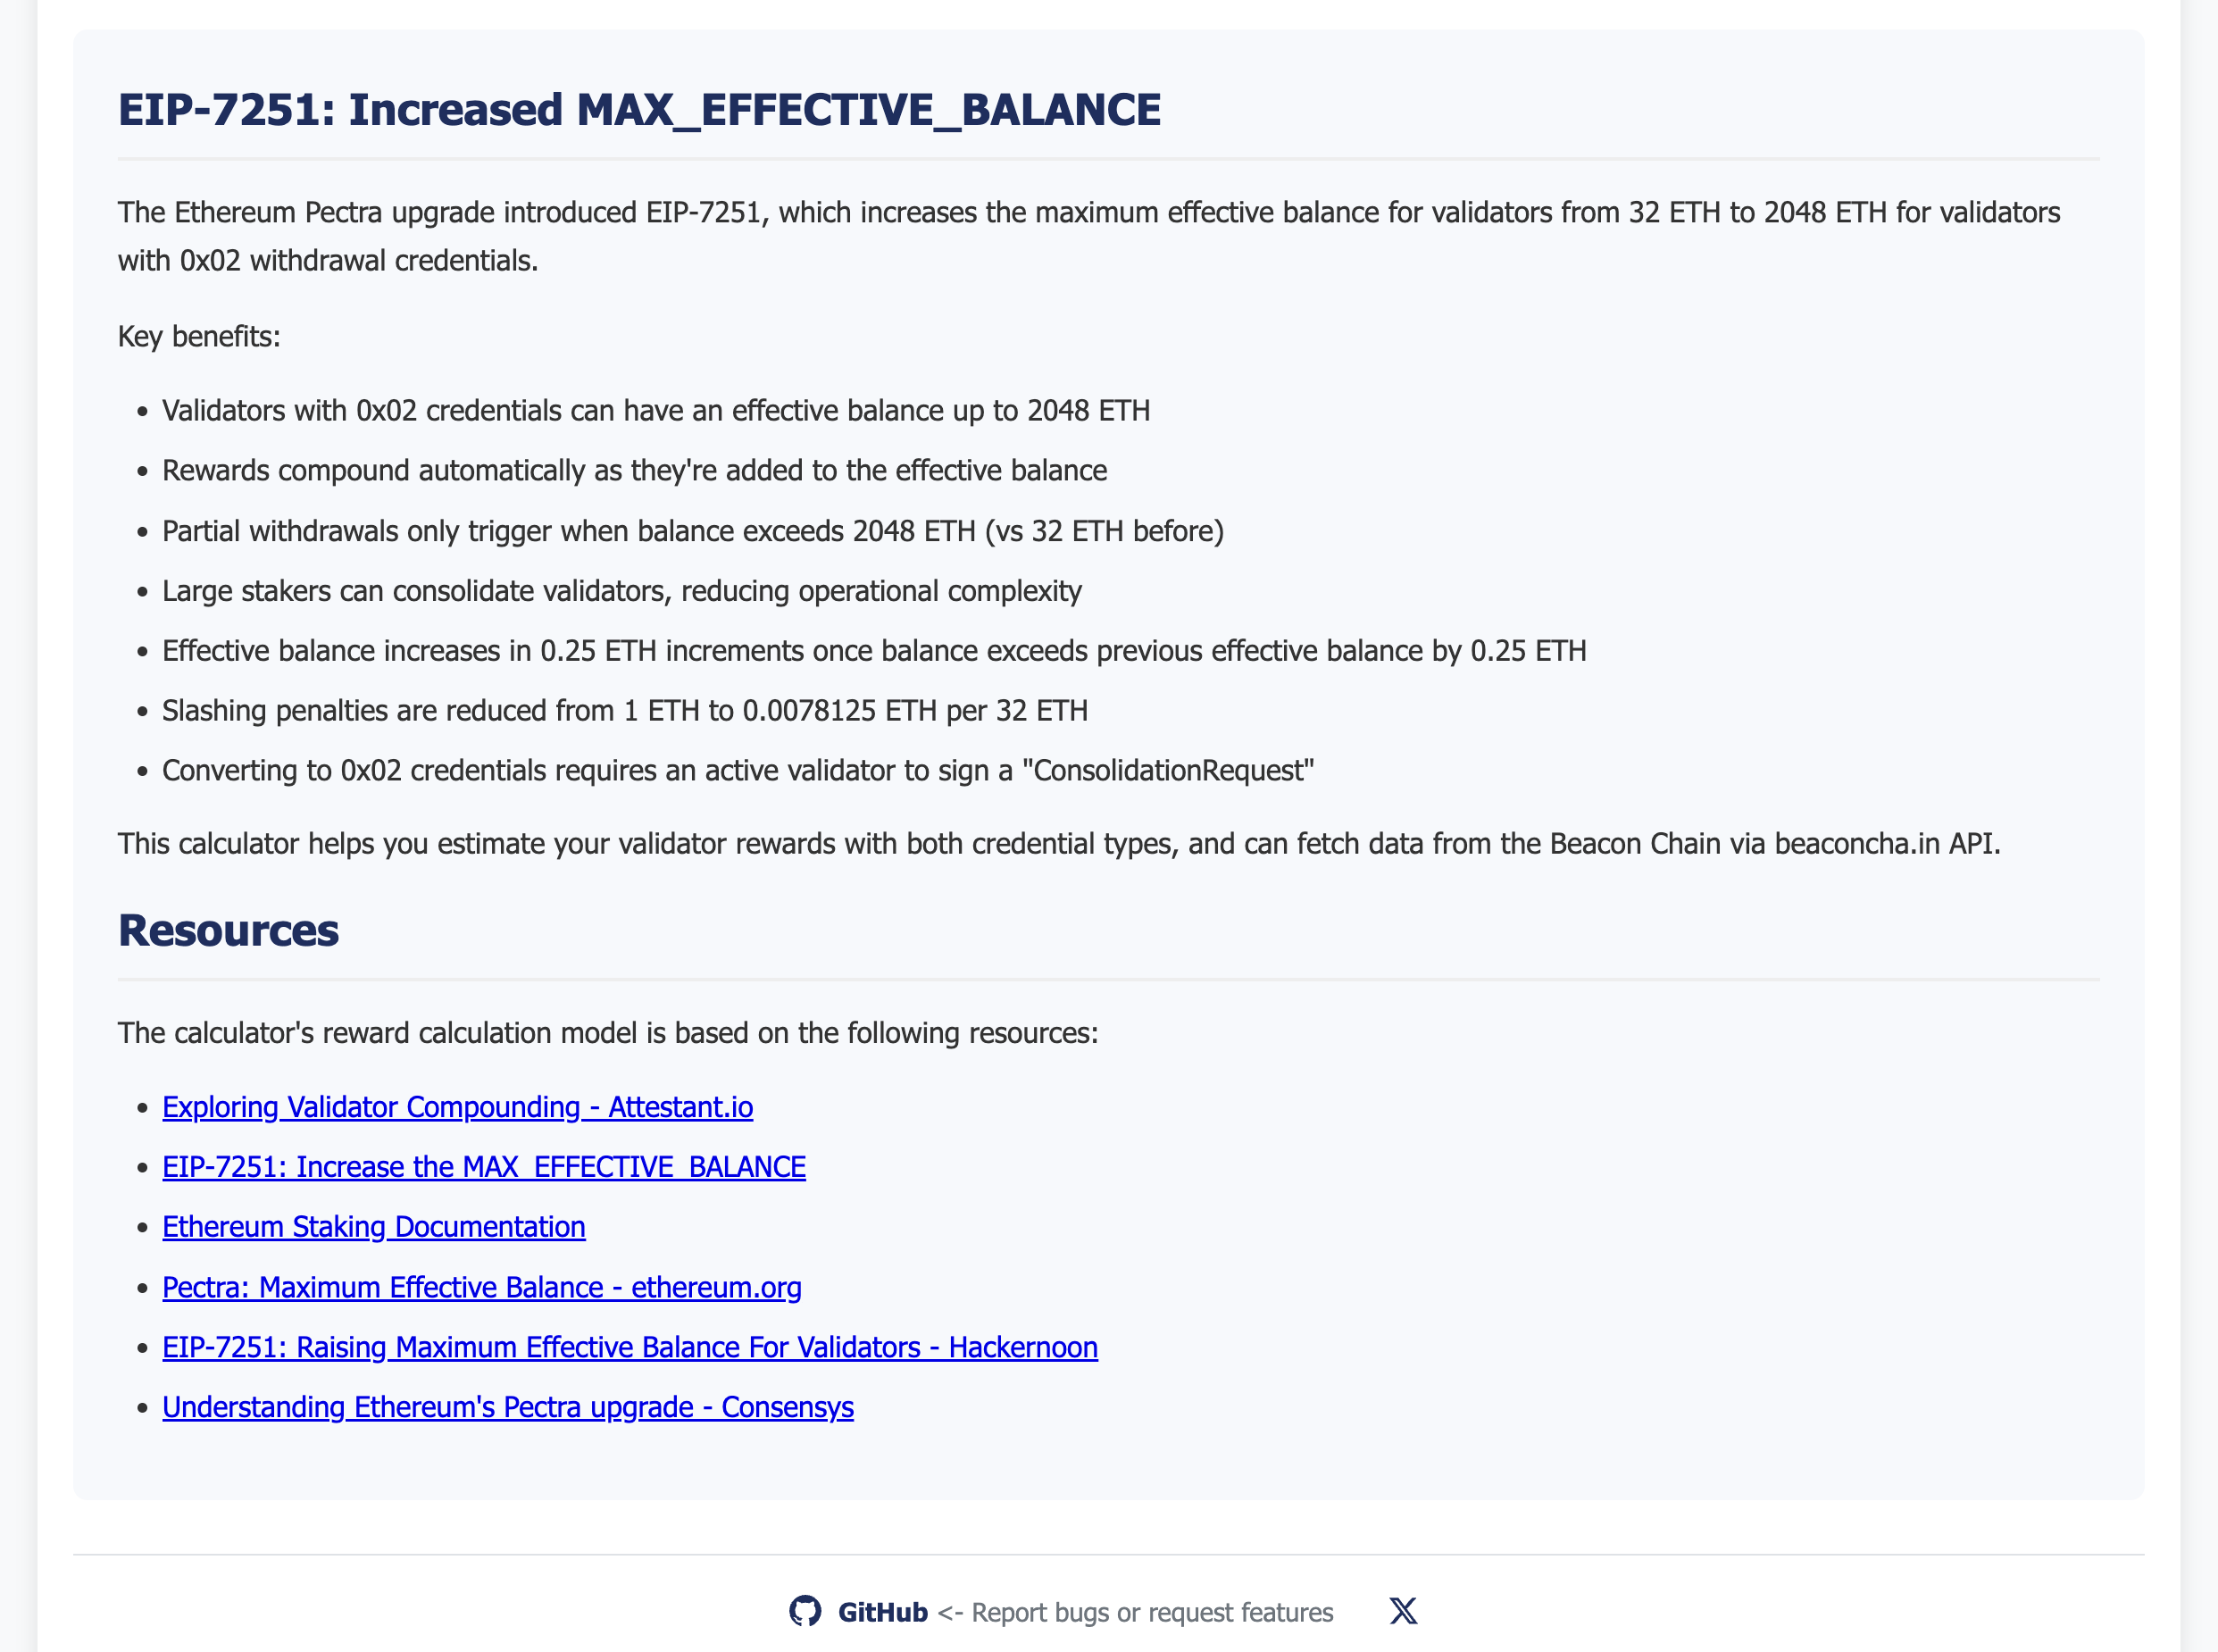 EIP-7251: Increased MAX_EFFECTIVE_BALANCE
The Ethereum Pectra upgrade introduced EIP-7251, which increases the maximum effective balance for validators from 32 ETH to 2048 ETH for validators
with 0x02 withdrawal credentials.
Key benefits:
• Validators with 0x02 credentials can have an effective balance up to 2048 ETH
• Rewards compound automatically as they're added to the effective balance
• Partial withdrawals only trigger when balance exceeds 2048 ETH (vs 32 ETH before)
• Large stakers can consolidate validators, reducing operational complexity
• Effective balance increases in 0.25 ETH increments once balance exceeds previous effective balance by 0.25 ETH
• Slashing penalties are reduced from 1 ETH to 0.0078125 ETH per 32 ETH
• Converting to 0x02 credentials requires an active validator to sign a "ConsolidationRequest"
This calculator helps you estimate your validator rewards with both credential types, and can fetch data from the Beacon Chain via beaconcha.in API.
Resources
The calculator's reward calculation model is based on the following resources:
• Exploring Validator Compounding - Attestant.io
• EIP-7251: Increase the MAX_EFFECTIVE_BALANCE
• Ethereum Staking Documentation
• Pectra: Maximum Effective Balance - ethereum.org
• EIP-7251: Raising Maximum Effective Balance For Validators - Hackernoon
• Understanding Ethereum's Pectra upgrade - Consensys
GitHub <- Report bugs or request features